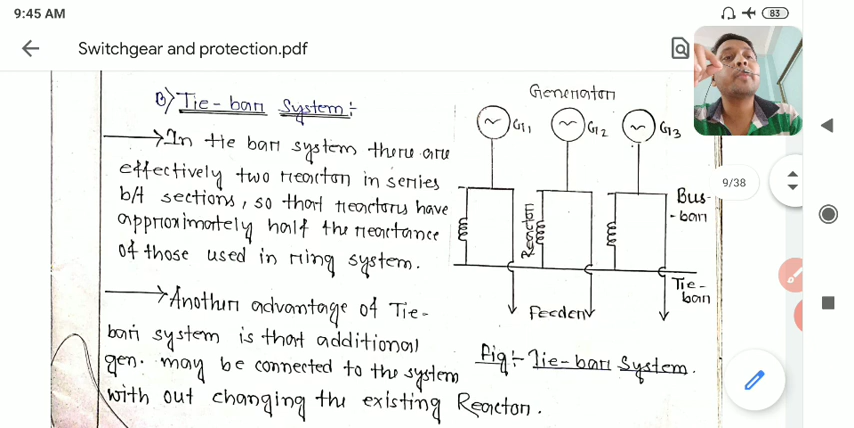 9:45 AM
83
Switchgear and protection.pdf
B) Tie-bar System:-
→ In tie bar system there are
effectively two reactor in series
b/t sections, so that reactors have
approximately half the reactance
of those used in ring system.
→ Another advantage of Tie-
bar system is that additional
gen. may be connected to the system
with out changing the existing Reactor.
Generator
G1
G2
G3
Reactor
Bus-
-bar
Tie-
bar
Feeder
Fig:- Tie-bar System.
9/38